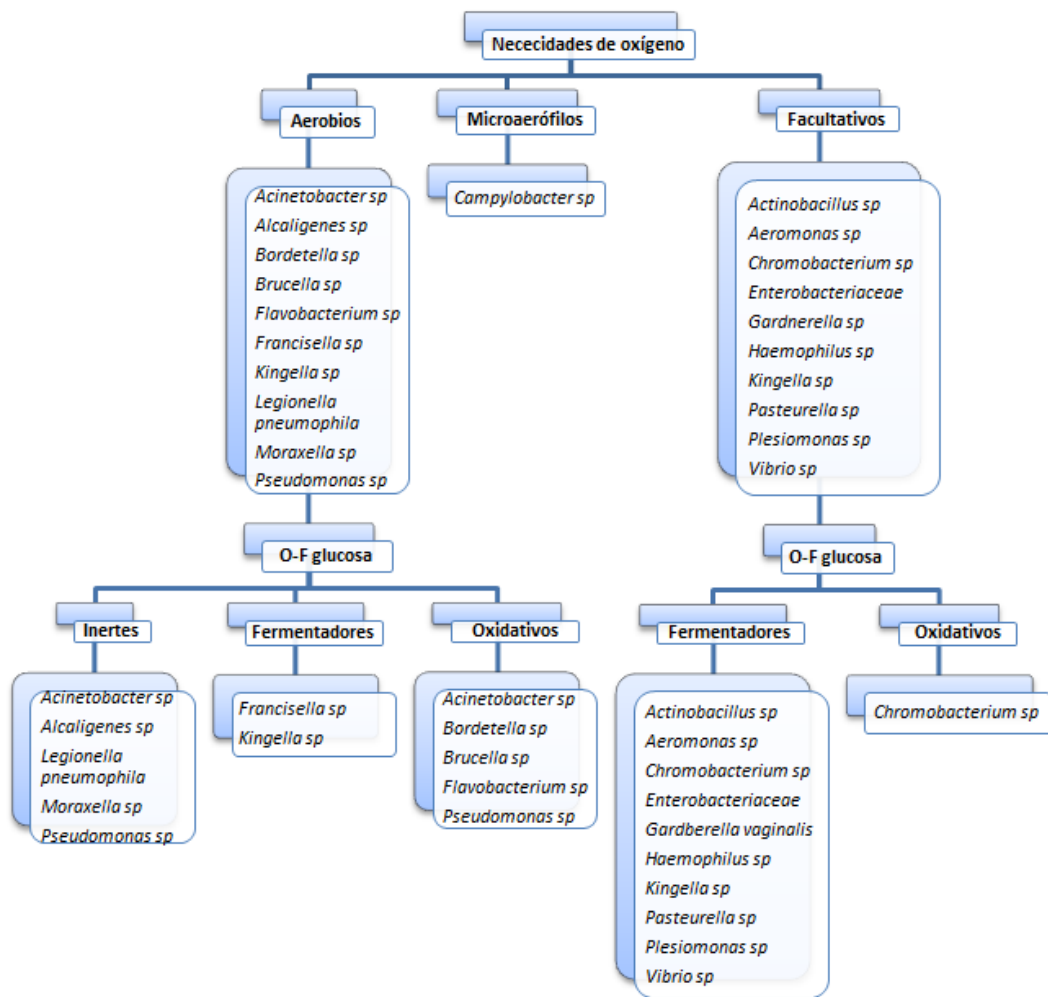 Nececidades de oxígeno
Aerobios
Microaerófilos
Facultativos
Acinetobacter sp
Alcaligenes sp
Bordetella sp
Brucella sp
Flavobacterium sp
Francisella sp
Kingella sp
Legionella
pneumophila
Moraxella sp
Pseudomonas sp
Campylobacter sp
Actinobacillus sp
Aeromonas sp
Chromobacterium sp
Enterobacteriaceae
Gardnerella sp
Haemophilus sp
Kingella sp
Pasteurella sp
Plesiomonas sp
Vibrio sp
O-F glucosa
Inertes
Fermentadores
Oxidativos
Acinetobacter sp
Alcaligenes sp
Legionella
pneumophila
Moraxella sp
Pseudomonas sp
Francisella sp
Kingella sp
Acinetobacter sp
Bordetella sp
Brucella sp
Flavobacterium sp
Pseudomonas sp
O-F glucosa
Fermentadores
Oxidativos
Actinobacillus sp
Aeromonas sp
Chromobacterium sp
Enterobacteriaceae
Gardberella vaginalis
Haemophilus sp
Kingella sp
Pasteurella sp
Plesiomonas sp
Vibrio sp
Chromobacterium sp